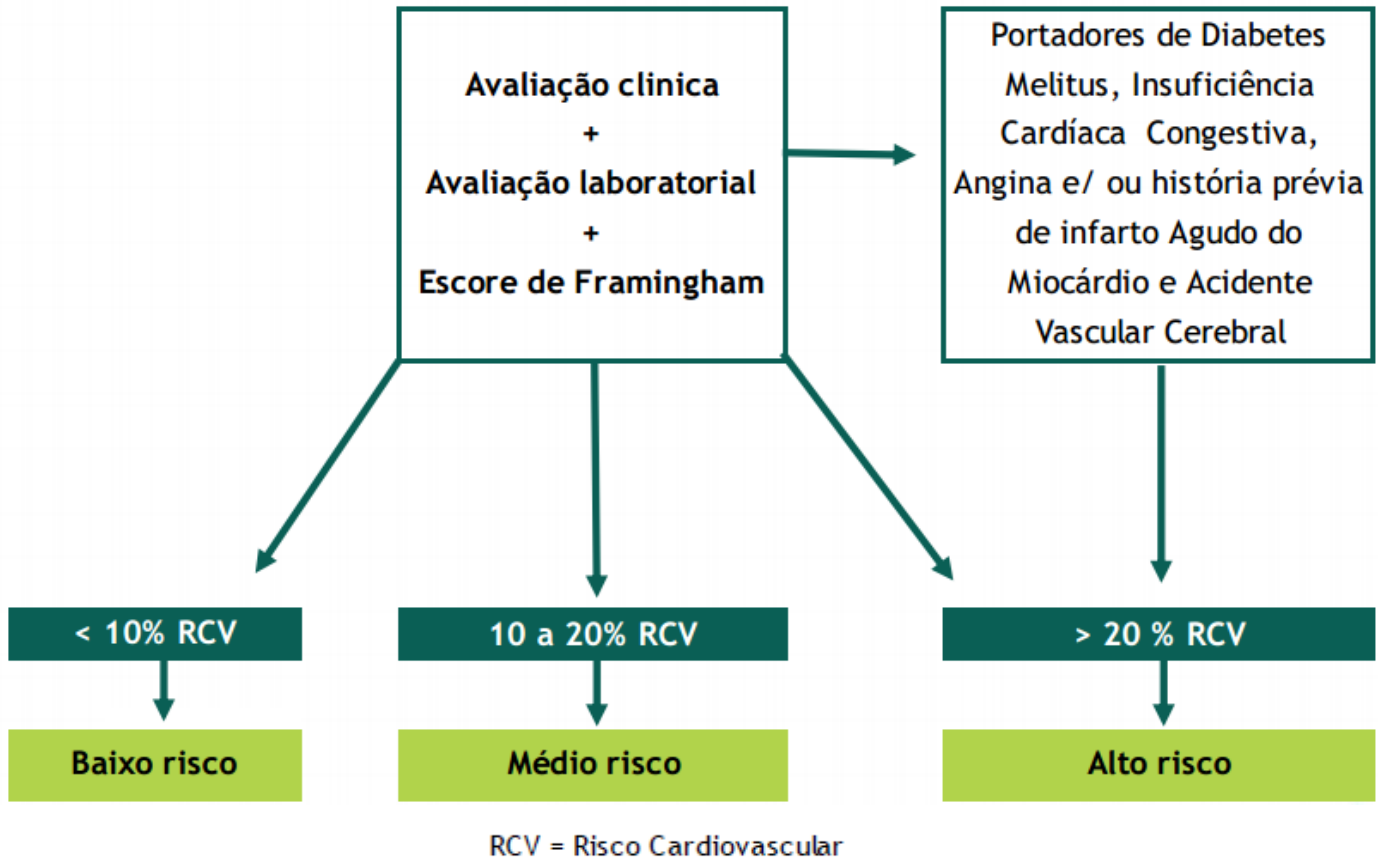 Avaliação clinica
+
Avaliação laboratorial
+
Escore de Framingham
Portadores de Diabetes
Melitus, Insuficiência
Cardíaca Congestiva,
Angina e/ ou história prévia
de infarto Agudo do
Miocárdio e Acidente
Vascular Cerebral
< 10% RCV
10 a 20% RCV
> 20 % RCV
Baixo risco
Médio risco
Alto risco
RCV = Risco Cardiovascular